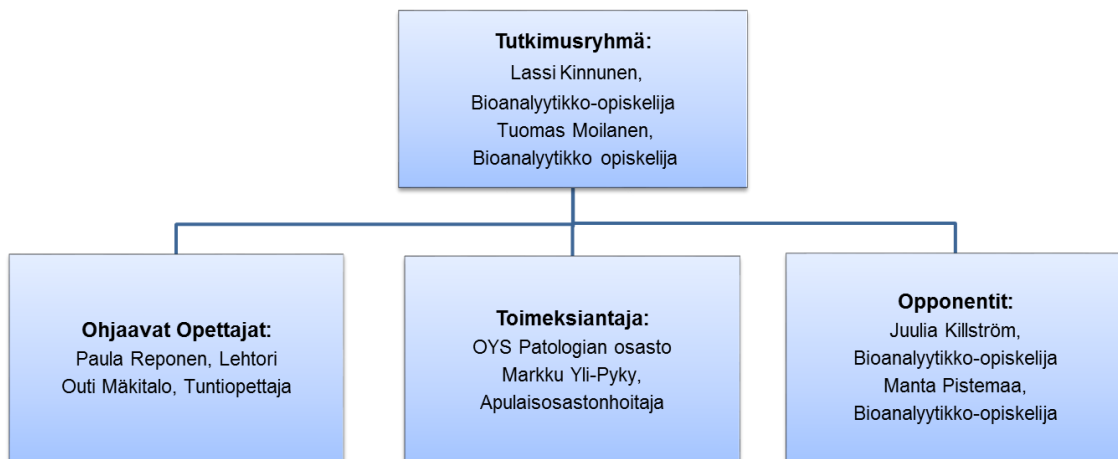 Tutkimusryhmä:
Lassi Kinnunen,
Bioanalyytikko-opiskelija
Tuomas Moilanen,
Bioanalyytikko opiskelija
Ohjaavat Opettajat:
Paula Reponen, Lehtori
Outi Mäkitalo, Tuntiopettaja
Toimeksiantaja:
OYS Patologian osasto
Markku Yli-Pyky,
Apulaisosastonhoitaja
Opponentit:
Juulia Killström,
Bioanalyytikko-opiskelija
Manta Pistemaa,
Bioanalyytikko-opiskelija